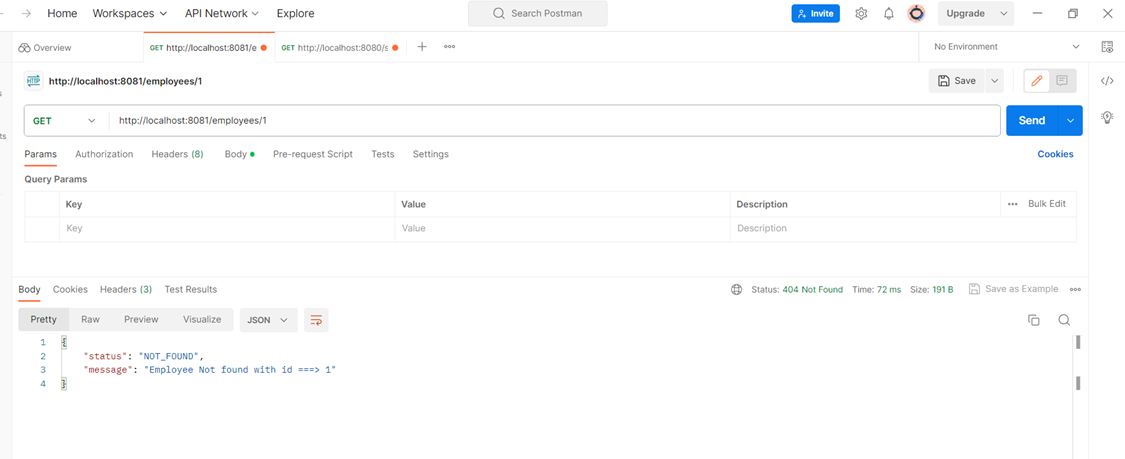 Home Workspaces API Network Explore Search Postman Invite Upgrade
Overview GET http://localhost:8081/e GET http://localhost:8080/s No Environment
HTTP http://localhost:8081/employees/1 Save
GET http://localhost:8081/employees/1 Send
ts
Params Authorization Headers (8) Body Pre-request Script Tests Settings Cookies
Query Params
Key Value Description Bulk Edit
Key Value Description
Body Cookies Headers (3) Test Results Status: 404 Not Found Time: 72 ms Size: 191 B Save as Example
Pretty Raw Preview Visualize JSON
1 {
2 "status": "NOT_FOUND",
3 "message": "Employee Not found with id ===> 1"
4 }